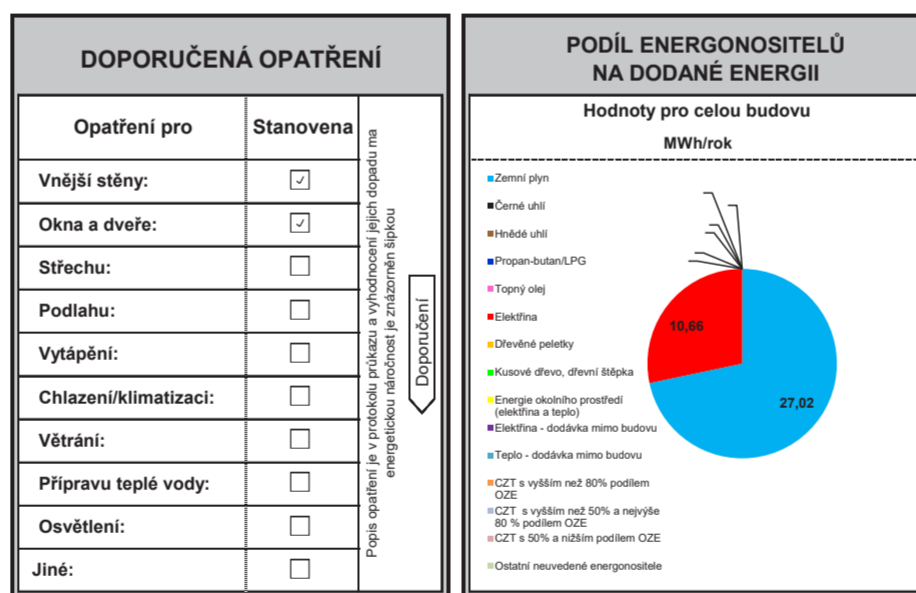 DOPORUČENÁ OPATŘENÍ
Opatření pro
Stanovena
Vnější stěny:
Okna a dveře:
Střechu:
Podlahu:
Vytápění:
Chlazení/klimatizaci:
Větrání:
Přípravu teplé vody:
Osvětlení:
Jiné:
Popis opatření je v protokolu průkazu a vyhodnocení jejich dopadu ma
energetickou náročnost je znázorněn šipkou
Doporučení
PODÍL ENERGONOSITELŮ
NA DODANÉ ENERGII
Hodnoty pro celou budovu
MWh/rok
Zemní plyn
Černé uhlí
Hnědé uhlí
Propan-butan/LPG
Topný olej
Elektřina
Dřevěné peletky
Kusové dřevo, dřevní štěpka
Energie okolního prostředí
(elektřina a teplo)
Elektřina - dodávka mimo budovu
Teplo - dodávka mimo budovu
CZT s vyšším než 80% podílem
OZE
CZT s vyšším než 50% a nejvýše
80 % podílem OZE
CZT s 50% a nižším podílem OZE
Ostatní neuvedené energonositele
10,66
27,02